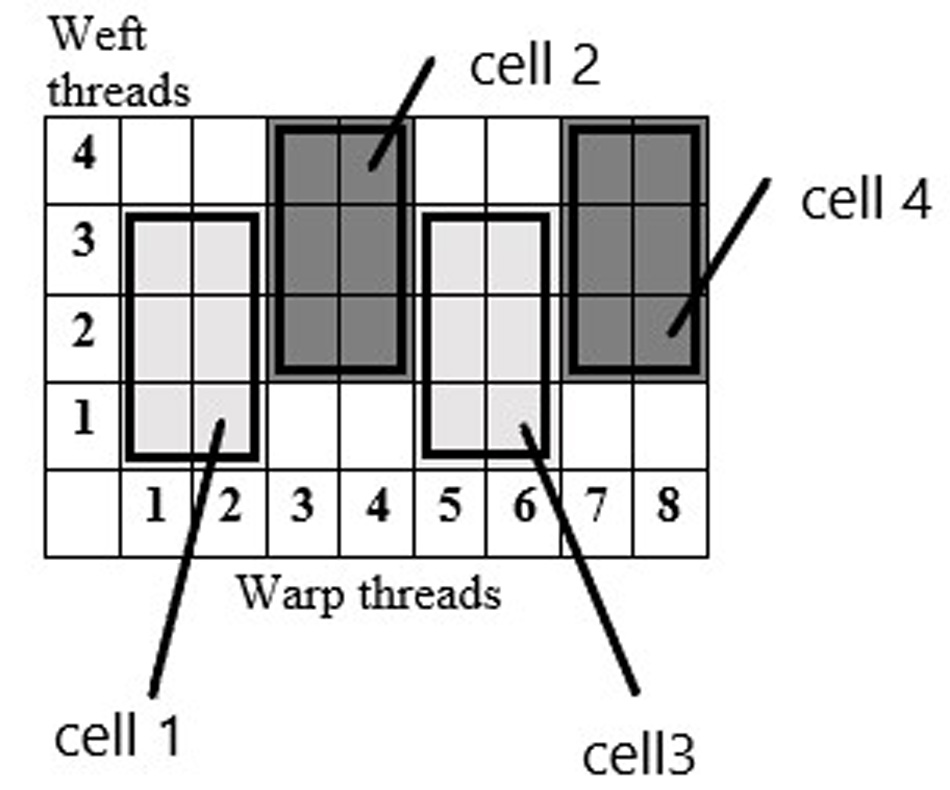 Weft
threads
cell 2
4
cell 4
3
2
1
1 2 3 4 5 6 7 8
Warp threads
cell 1
cell3